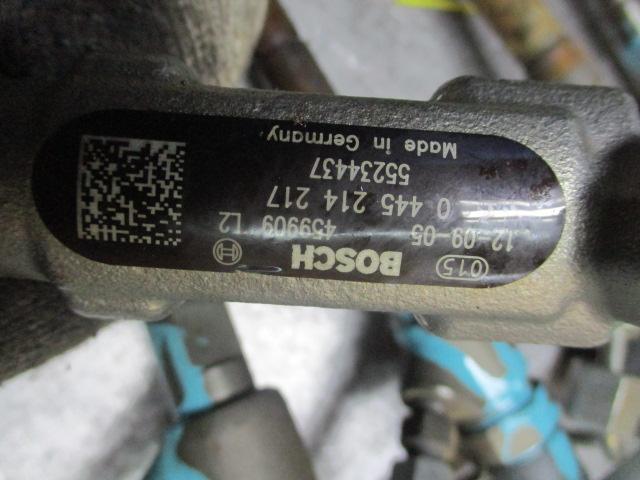 015 BOSCH
12-09-05 459909 L2
0 445 214 217
55234437
Made in Germany